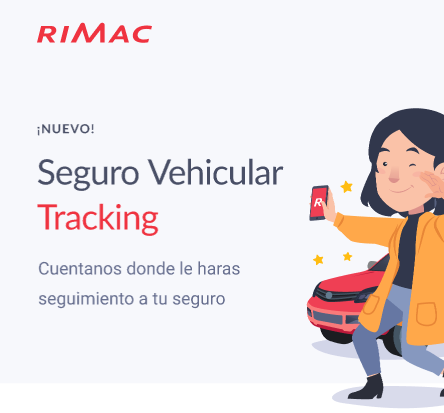 RIMAC
¡NUEVO!
Seguro Vehicular
Tracking
Cuentanos donde le haras
seguimiento a tu seguro
R